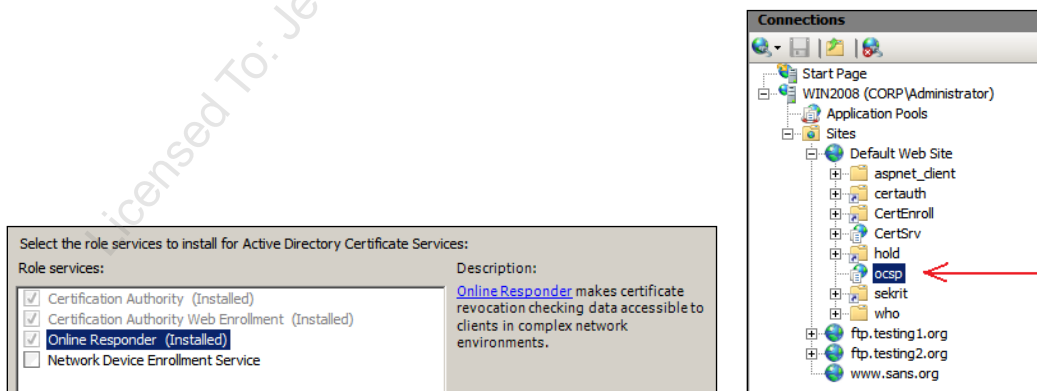 Licensed To: Je
Select the role services to install for Active Directory Certificate Services:
Role services:
Certification Authority (Installed)
Certification Authority Web Enrollment (Installed)
Online Responder (Installed)
Network Device Enrollment Service
Description:
Online Responder makes certificate
revocation checking data accessible to
clients in complex network
environments.
Connections
Start Page
WIN2008 (CORP\Administrator)
Application Pools
Sites
Default Web Site
aspnet_client
certauth
CertEnroll
CertSrv
hold
ocsp
sekrit
who
ftp.testing1.org
ftp.testing2.org
www.sans.org